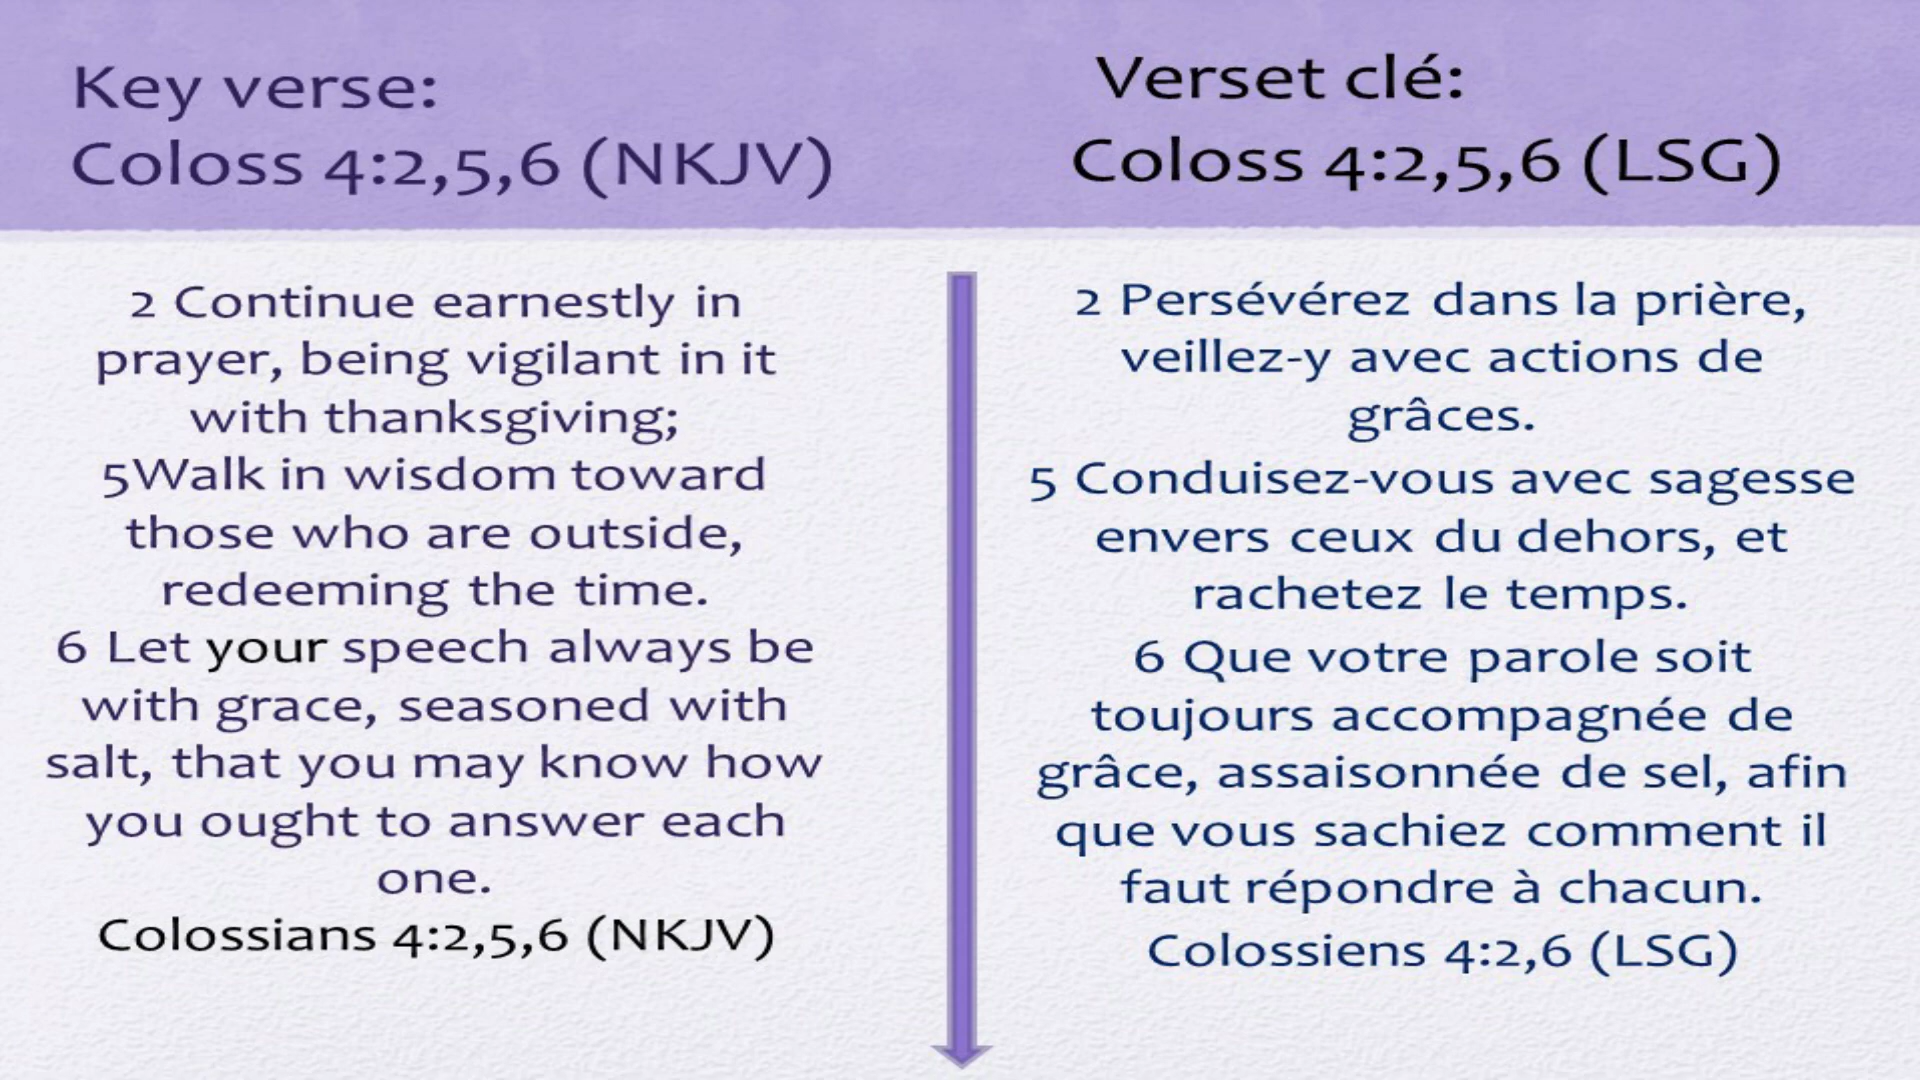 Key verse:
Coloss 4:2,5,6 (NKJV)
2 Continue earnestly in
prayer, being vigilant in it
with thanksgiving;
5Walk in wisdom toward
those who are outside,
redeeming the time.
6 Let your speech always be
with grace, seasoned with
salt, that you may know how
you ought to answer each
one.
Colossians 4:2,5,6 (NKJV)
Verset clé:
Coloss 4:2,5,6 (LSG)
2 Persévérez dans la prière,
veillez-y avec actions de
grâces.
5 Conduisez-vous avec sagesse
envers ceux du dehors, et
rachetez le temps.
6 Que votre parole soit
toujours accompagnée de
grâce, assaisonnée de sel, afin
que vous sachiez comment il
faut répondre à chacun.
Colossiens 4:2,6 (LSG)